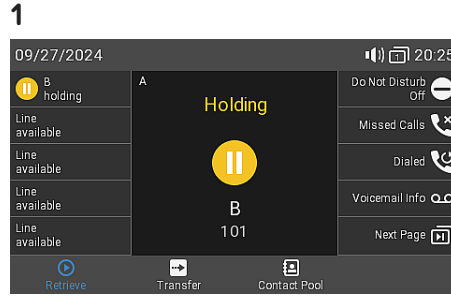 1
09/27/2024
1 20:25
B
holding
Line
available
Line
available
Line
available
Line
available
A
Holding
B
101
Do Not Disturb
Off
Missed Calls
Dialed
Voicemail Info
Next Page
Retrieve
Transfer
Contact Pool